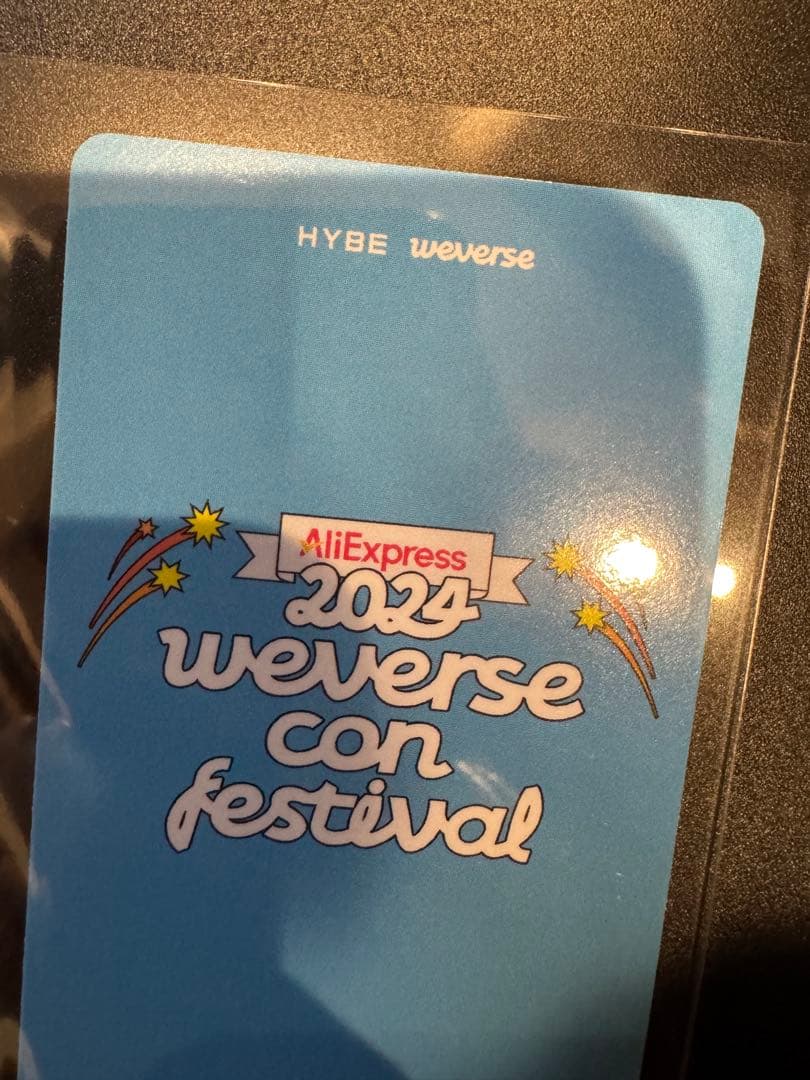 HYBE weverse
AliExpress
2024
weverse
con
festival